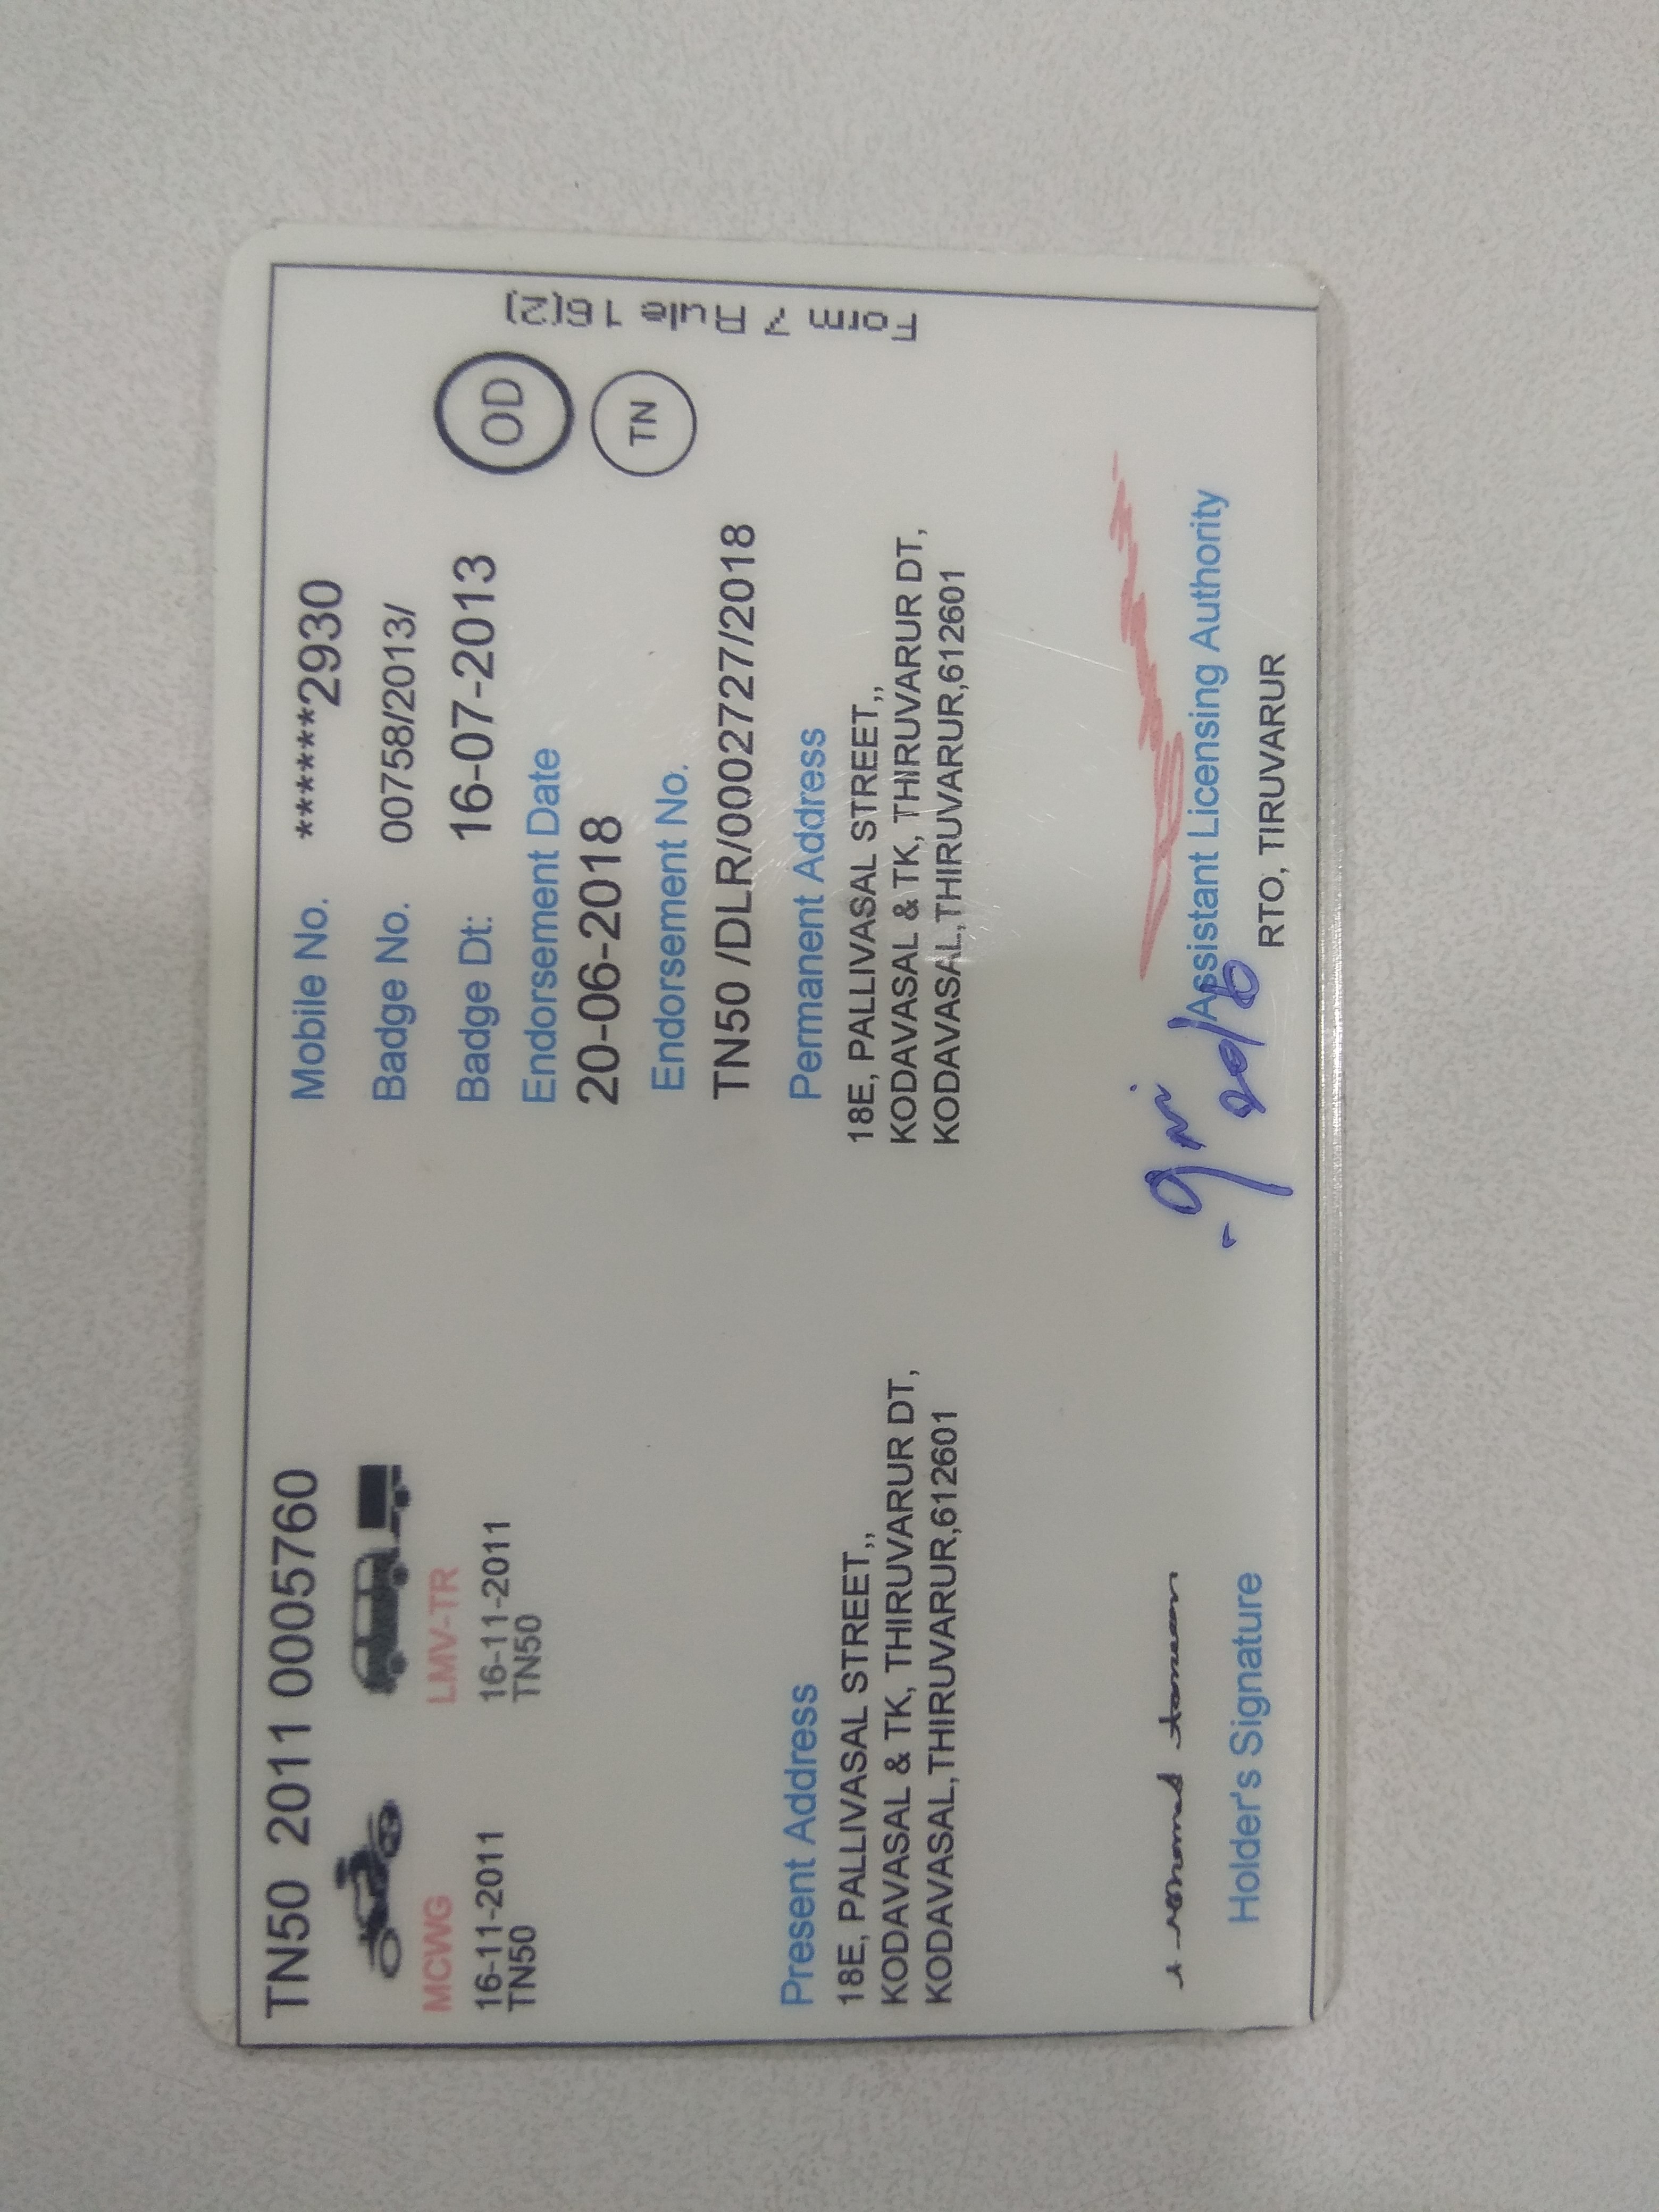 TN50 2011 0005760
MCWG
16-11-2011
TN50
LMV-TR
16-11-2011
TN50
Mobile No. ******2930
Badge No. 00758/2013/
Badge Dt: 16-07-2013
Endorsement Date
20-06-2018
Endorsement No.
TN50 /DLR/0002727/2018
OD
TN
Form 7 Rule 16(2)
Present Address
18E, PALLIVASAL STREET,,
KODAVASAL & TK, THIRUVARUR DT,
KODAVASAL,THIRUVARUR,612601
Permanent Address
18E, PALLIVASAL STREET,,
KODAVASAL & TK, THIRUVARUR DT,
KODAVASAL,THIRUVARUR,612601
Holder's Signature
Assistant Licensing Authority
RTO, TIRUVARUR